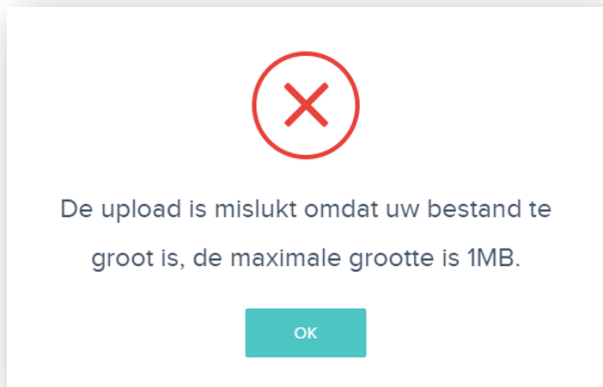 De upload is mislukt omdat uw bestand te
groot is, de maximale grootte is 1MB.
OK